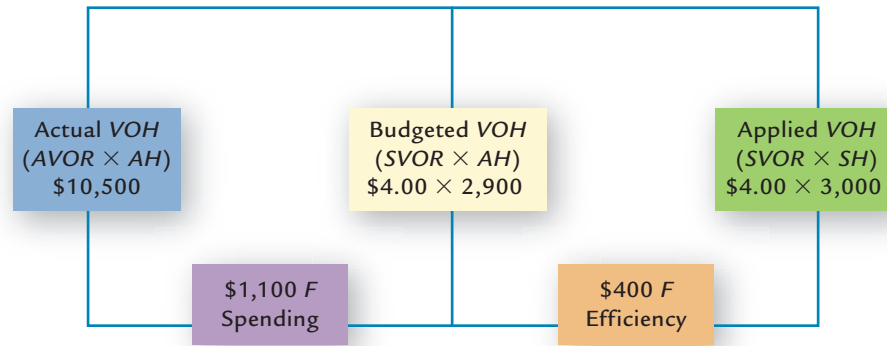 Actual VOH
(AVOR × AH)
$10,500
Budgeted VOH
(SVOR × AH)
$4.00 × 2,900
Applied VOH
(SVOR × SH)
$4.00 × 3,000
$1,100 F
Spending
$400 F
Efficiency